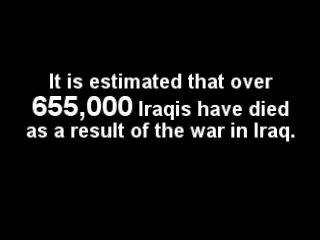 It is estimated that over
655,000 Iraqis have died
as a result of the war in Iraq.